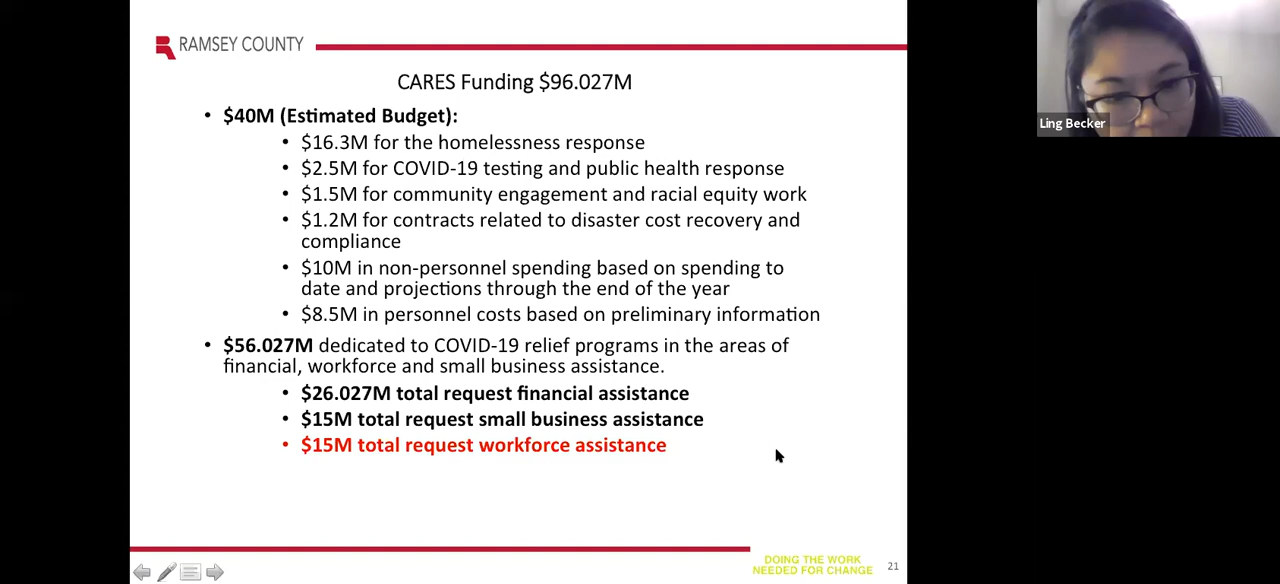 RAMSEY COUNTY
Ling Becker
CARES Funding $96.027M
• $40M (Estimated Budget):
• $16.3M for the homelessness response
• $2.5M for COVID-19 testing and public health response
• $1.5M for community engagement and racial equity work
• $1.2M for contracts related to disaster cost recovery and
compliance
• $10M in non-personnel spending based on spending to
date and projections through the end of the year
• $8.5M in personnel costs based on preliminary information
• $56.027M dedicated to COVID-19 relief programs in the areas of
financial, workforce and small business assistance.
• $26.027M total request financial assistance
• $15M total request small business assistance
• $15M total request workforce assistance
DOING THE WORK
NEEDED FOR CHANGE
21